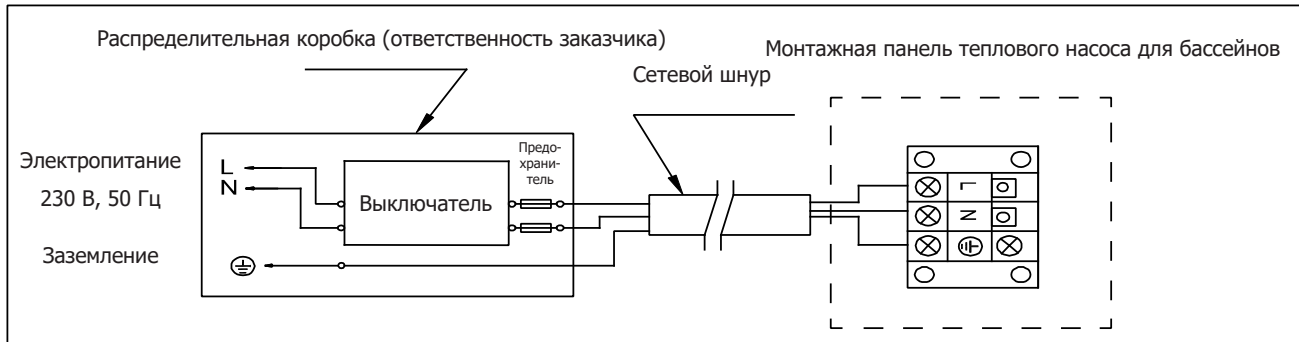 Распределительная коробка (ответственность заказчика)
Монтажная панель теплового насоса для бассейнов
Сетевой шнур
Электропитание
230 В, 50 Гц
Заземление
L
N
Выключатель
Предо-
храни-
тель
L
N